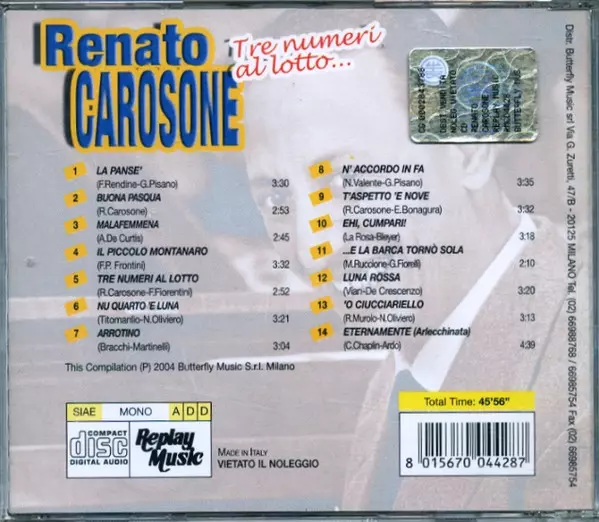 Renato
CAROSONE
Tre numeri
al lotto...
1 LA PANSE'
(F.Rendine-G.Pisano) 3:30
2 BUONA PASQUA
(R.Carosone) 2:53
3 MALAFEMMENA
(A.De Curtis) 2:45
4 IL PICCOLO MONTANARO
(F.P. Frontini) 3:32
5 TRE NUMERI AL LOTTO
(R.Carosone-F.Fiorentini) 2:52
6 NU QUARTO 'E LUNA
(Titomanlio-N.Oliviero) 3:21
7 ARROTINO
(Bracchi-Martinelli) 3:04
8 N' ACCORDO IN FA
(N.Valente-G.Pisano) 3:35
9 T'ASPETTO 'E NOVE
(R.Carosone-E.Bonagura) 3:32
10 EHI, CUMPARI!
(La Rosa-Bleyer) 3:18
11 ...E LA BARCA TORNÒ SOLA
(M.Ruccione-G.Fiorelli) 2:10
12 LUNA ROSSA
(Vian-De Crescenzo) 3:20
13 'O CIUCCIARIELLO
(R.Murolo-N.Oliviero) 3:13
14 ETERNAMENTE (Arlecchinata)
(C.Chaplin-Ardo) 4:39
This Compilation (P) 2004 Butterfly Music S.r.l. Milano
SIAE MONO A D D
COMPACT
disc
DIGITAL AUDIO
Replay
Music
MADE IN ITALY
VIETATO IL NOLEGGIO
Total Time: 45'56"
8 015670 044287
Distr. Butterfly Music srl Via G. Zuretti, 47/B - 20125 MILANO Tel. (02) 66988768 / 66985754 Fax (02) 66985754